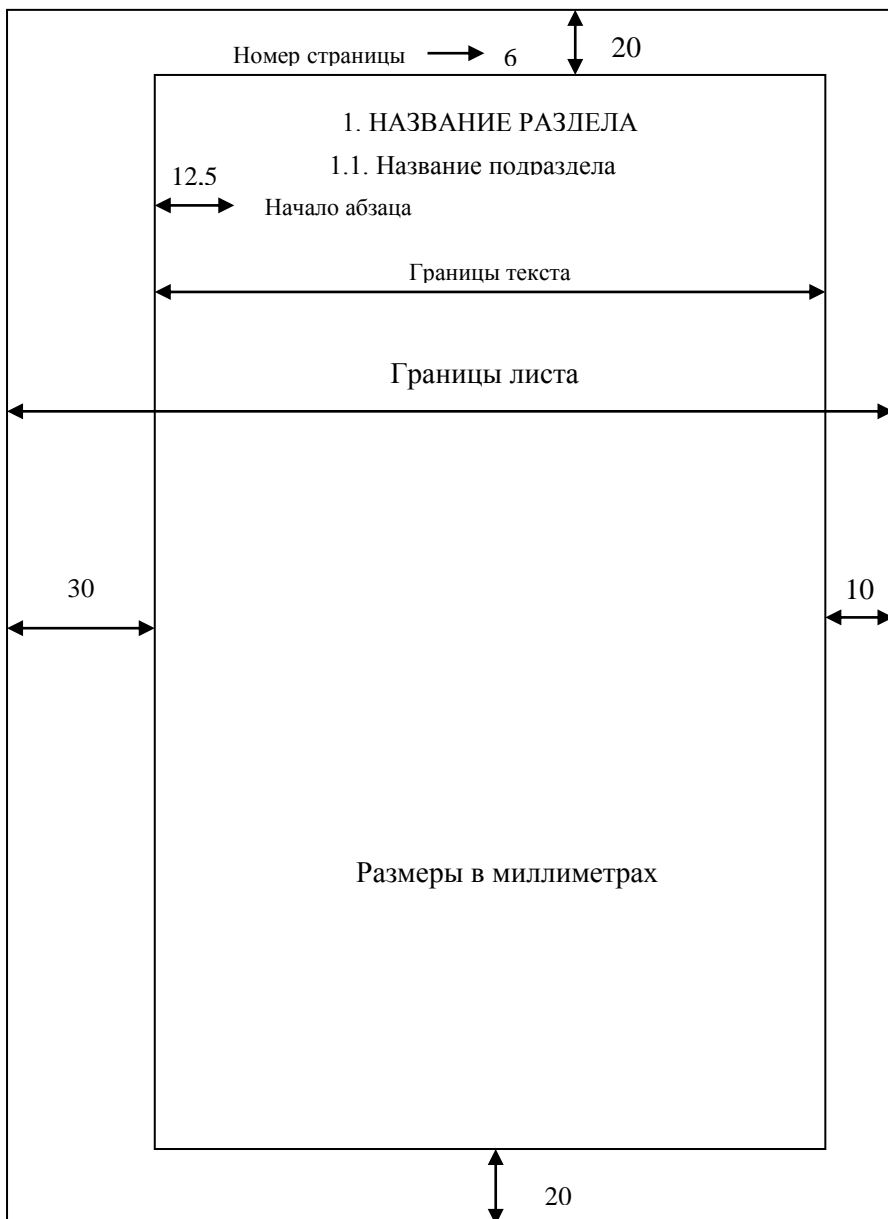 Номер страницы 6 20
1. НАЗВАНИЕ РАЗДЕЛА
1.1. Название подраздела
12.5
Начало абзаца
Границы текста
Границы листа
30
10
Размеры в миллиметрах
20